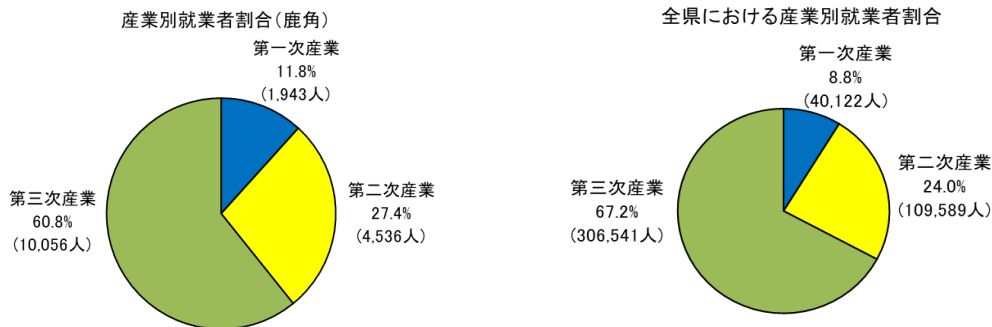 産業別就業者割合(鹿角)
第一次産業
11.8%
(1,943人)
第二次産業
27.4%
(4,536人)
第三次産業
60.8%
(10,056人)
全県における産業別就業者割合
第一次産業
8.8%
(40,122人)
第二次産業
24.0%
(109,589人)
第三次産業
67.2%
(306,541人)